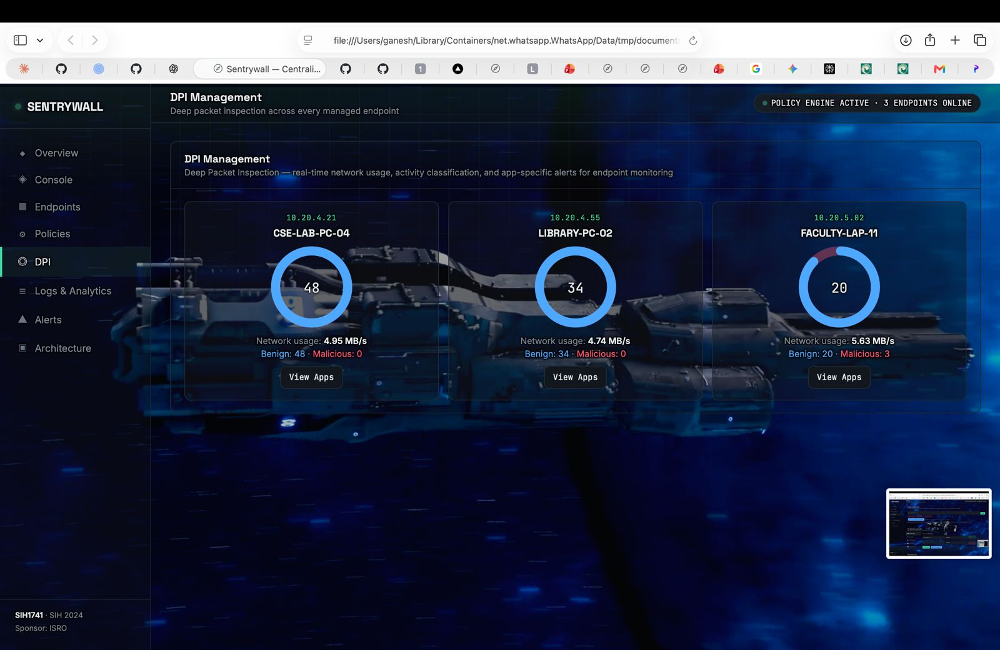 file:///Users/ganesh/Library/Containers/net.whatsapp.WhatsApp/Data/tmp/documents
Sentrywall — Centrali...
1
L
SENTRYWALL
DPI Management
Deep packet inspection across every managed endpoint
POLICY ENGINE ACTIVE · 3 ENDPOINTS ONLINE
Overview
Console
Endpoints
Policies
DPI
Logs & Analytics
Alerts
Architecture
DPI Management
Deep Packet Inspection — real-time network usage, activity classification, and app-specific alerts for endpoint monitoring
10.20.4.21
CSE-LAB-PC-04
48
Network usage: 4.95 MB/s
Benign: 48 · Malicious: 0
View Apps
10.20.4.55
LIBRARY-PC-02
34
Network usage: 4.74 MB/s
Benign: 34 · Malicious: 0
View Apps
10.20.5.02
FACULTY-LAP-11
20
Network usage: 5.63 MB/s
Benign: 20 · Malicious: 3
View Apps
SIH1741 · SIH 2024
Sponsor: ISRO